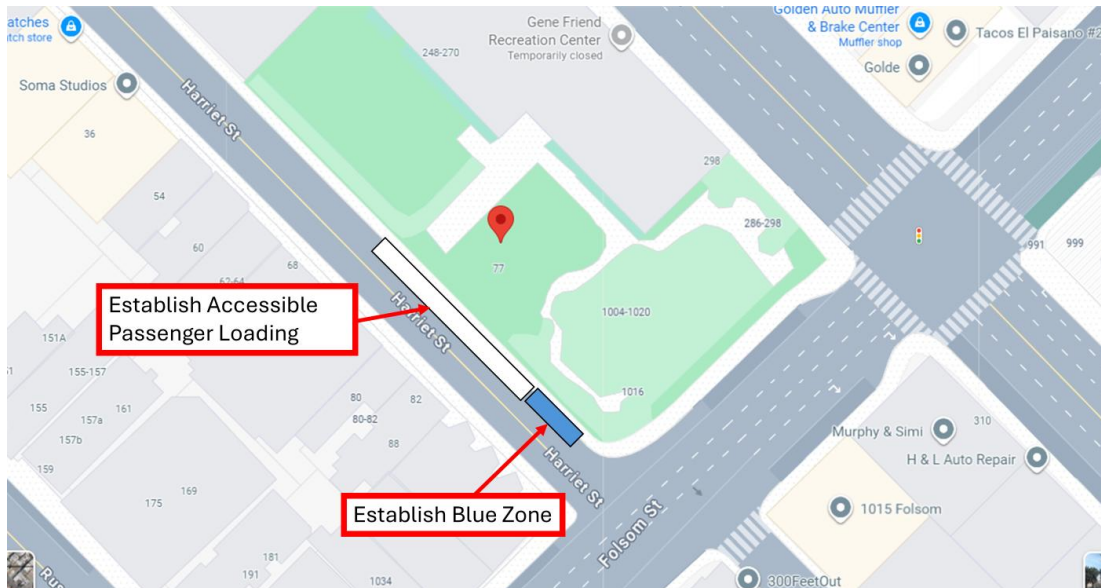 atches
tch store
Soma Studios
36
Harriet St
54
60
62-64
68
248-270
Gene Friend
Recreation Center
Temporarily closed
Golden Auto Muffler
& Brake Center
Muffler shop
Tacos El Paisano #2
Golde
298
286-298
991
999
77
Establish Accessible
Passenger Loading
Harriet St
1004-1020
1016
151A
155-157
155
157a
161
157b
159
175
169
80
80-82
82
88
Establish Blue Zone
Harriet St
Folsom St
Murphy & Simi
310
H & L Auto Repair
1015 Folsom
300FeetOut
181
191
1034
Rus